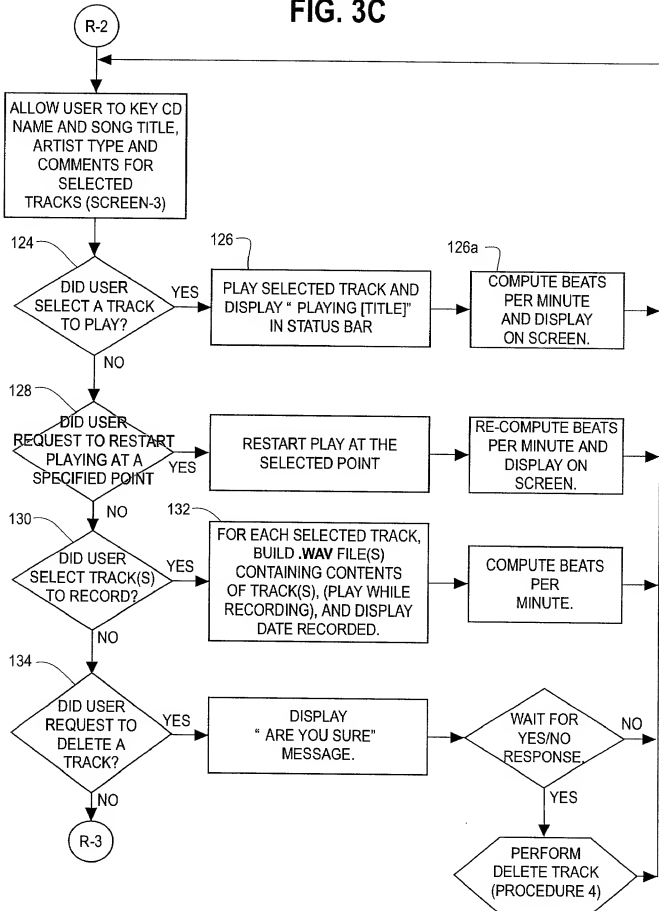 FIG. 3C
R-2
ALLOW USER TO KEY CD
NAME AND SONG TITLE,
ARTIST TYPE AND
COMMENTS FOR
SELECTED
TRACKS (SCREEN-3)
124
DID USER
SELECT A TRACK
TO PLAY?
YES
NO
126
PLAY SELECTED TRACK AND
DISPLAY “ PLAYING [TITLE]”
IN STATUS BAR
126a
COMPUTE BEATS
PER MINUTE
AND DISPLAY
ON SCREEN.
128
DID USER
REQUEST TO RESTART
PLAYING AT A
SPECIFIED POINT
YES
NO
RESTART PLAY AT THE
SELECTED POINT
RE-COMPUTE BEATS
PER MINUTE AND
DISPLAY ON
SCREEN.
130
DID USER
SELECT TRACK(S)
TO RECORD?
YES
NO
132
FOR EACH SELECTED TRACK,
BUILD .WAV FILE(S)
CONTAINING CONTENTS
OF TRACK(S), (PLAY WHILE
RECORDING), AND DISPLAY
DATE RECORDED.
COMPUTE BEATS
PER
MINUTE.
134
DID USER
REQUEST TO
DELETE A
TRACK?
YES
NO
DISPLAY
“ ARE YOU SURE”
MESSAGE.
WAIT FOR
YES/NO
RESPONSE.
NO
YES
R-3
PERFORM
DELETE TRACK
(PROCEDURE 4)